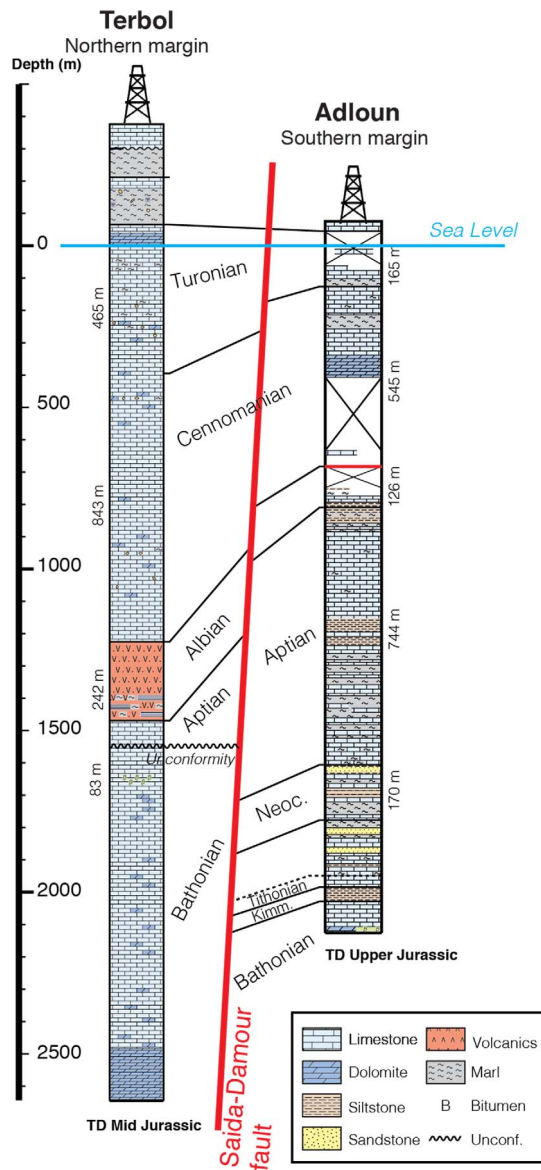 Terbol
Northern margin
Depth (m)
Adloun
Southern margin
Sea Level
0
500
1000
1500
2000
2500
465 m
843 m
242 m
83 m
165 m
545 m
126 m
744 m
170 m
Turonian
Cennomanian
Albian
Aptian
Aptian
Unconformity
Neoc.
Bathonian
Tithonian
Kimm.
Bathonian
TD Upper Jurassic
TD Mid Jurassic
Saida-Damour
fault
Limestone
Volcanics
Dolomite
Marl
Siltstone
B Bitumen
Sandstone
Unconf.